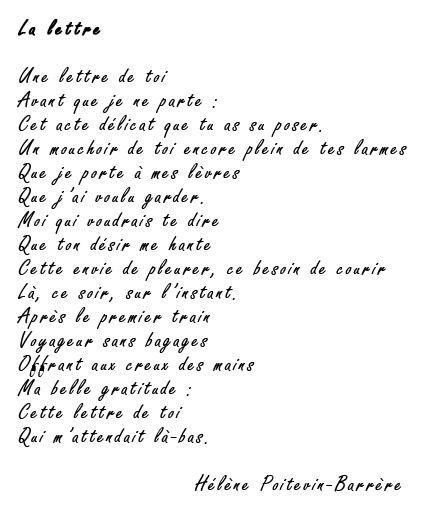 La lettre
Une lettre de toi
Avant que je ne parte :
Cet acte délicat que tu as su poser.
Un mouchoir de toi encore plein de tes larmes
Que je porte à mes lèvres
Que j'ai voulu garder.
Moi qui voudrais te dire
Que ton désir me hante
Cette envie de pleurer, ce besoin de courir
Là, ce soir, sur l'instant.
Après le premier train
Voyageur sans bagages
Offrant aux creux des mains
Ma belle gratitude :
Cette lettre de toi
Qui m'attendait là-bas.
Hélène Poitevin-Barrère